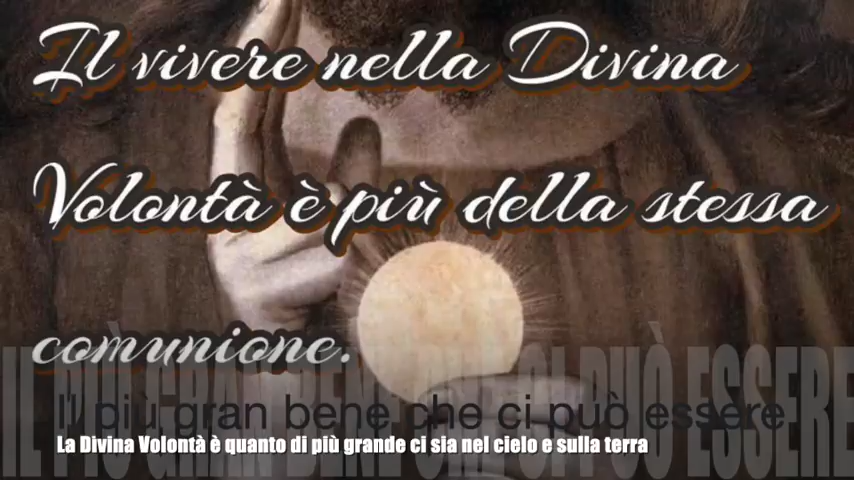 Il vivere nella Divina
Volontà è più della stessa
comunione.
IL PIÙ GRAN BENE CHE CI PUÒ ESSERE
Il più gran bene che ci può essere
La Divina Volontà è quanto di più grande ci sia nel cielo e sulla terra